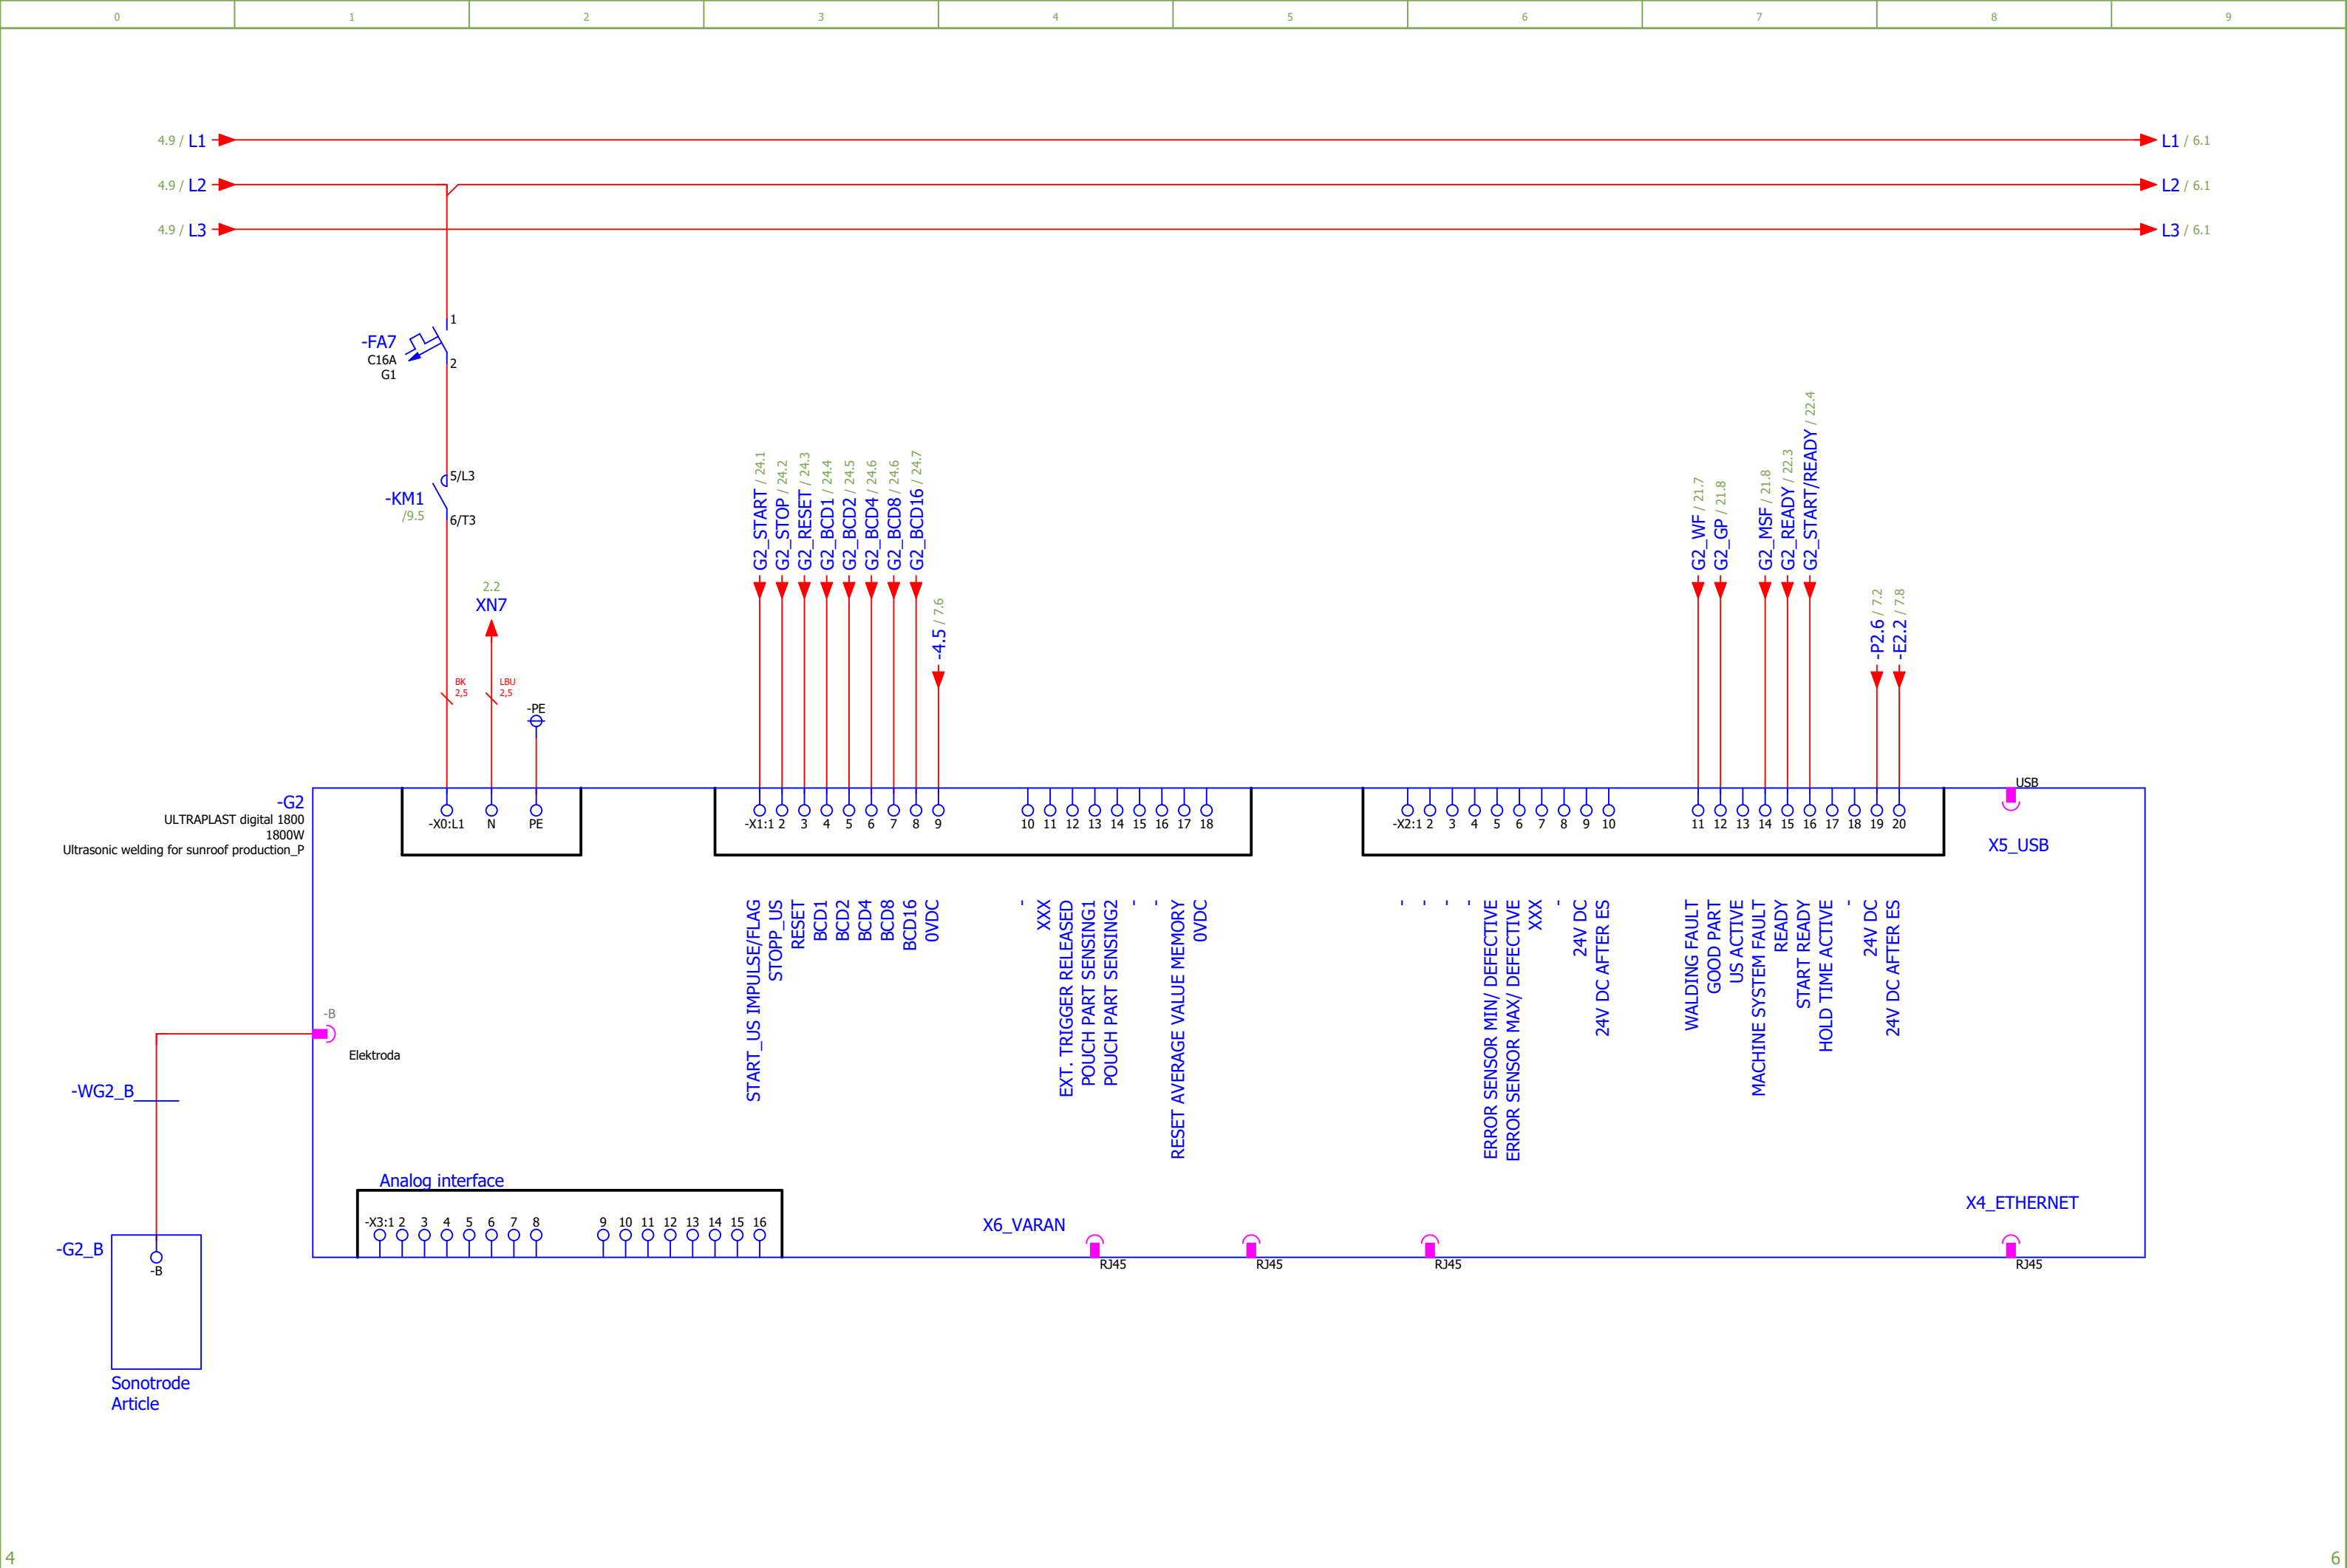 0 1 2 3 4 5 6 7 8 9
4.9 / L1
L1 / 6.1
4.9 / L2
L2 / 6.1
4.9 / L3
L3 / 6.1
1
-FA7
C16A
G1
2
5/L3
-KM1
/9.5
6/T3
2.2
XN7
BK
2,5
LBU
2,5
-PE
G2_START / 24.1
G2_STOP / 24.2
G2_RESET / 24.3
G2_BCD1 / 24.4
G2_BCD2 / 24.5
G2_BCD4 / 24.6
G2_BCD8 / 24.6
G2_BCD16 / 24.7
-4.5 / 7.6
G2_WF / 21.7
G2_GP / 21.8
G2_MSF / 21.8
G2_READY / 22.3
G2_START/READY / 22.4
-P2.6 / 7.2
-E2.2 / 7.8
-G2
ULTRAPLAST digital 1800
1800W
Ultrasonic welding for sunroof production_P
-X0:L1 N PE
-X1:1 2 3 4 5 6 7 8 9 10 11 12 13 14 15 16 17 18
-X2:1 2 3 4 5 6 7 8 9 10 11 12 13 14 15 16 17 18 19 20
USB
X5_USB
START_US IMPULSE/FLAG
STOPP_US
RESET
BCD1
BCD2
BCD4
BCD8
BCD16
0VDC
-
XXX
EXT. TRIGGER RELEASED
POUCH PART SENSING1
POUCH PART SENSING2
-
-
RESET AVERAGE VALUE MEMORY
0VDC
-
-
-
-
ERROR SENSOR MIN/ DEFECTIVE
ERROR SENSOR MAX/ DEFECTIVE
XXX
-
24V DC
24V DC AFTER ES
WALDING FAULT
GOOD PART
US ACTIVE
MACHINE SYSTEM FAULT
READY
START READY
HOLD TIME ACTIVE
-
24V DC
24V DC AFTER ES
-B
Elektroda
-WG2_B
Analog interface
-X3:1 2 3 4 5 6 7 8 9 10 11 12 13 14 15 16
X6_VARAN
RJ45
RJ45
RJ45
X4_ETHERNET
RJ45
-G2_B
-B
Sonotrode
Article
4
6